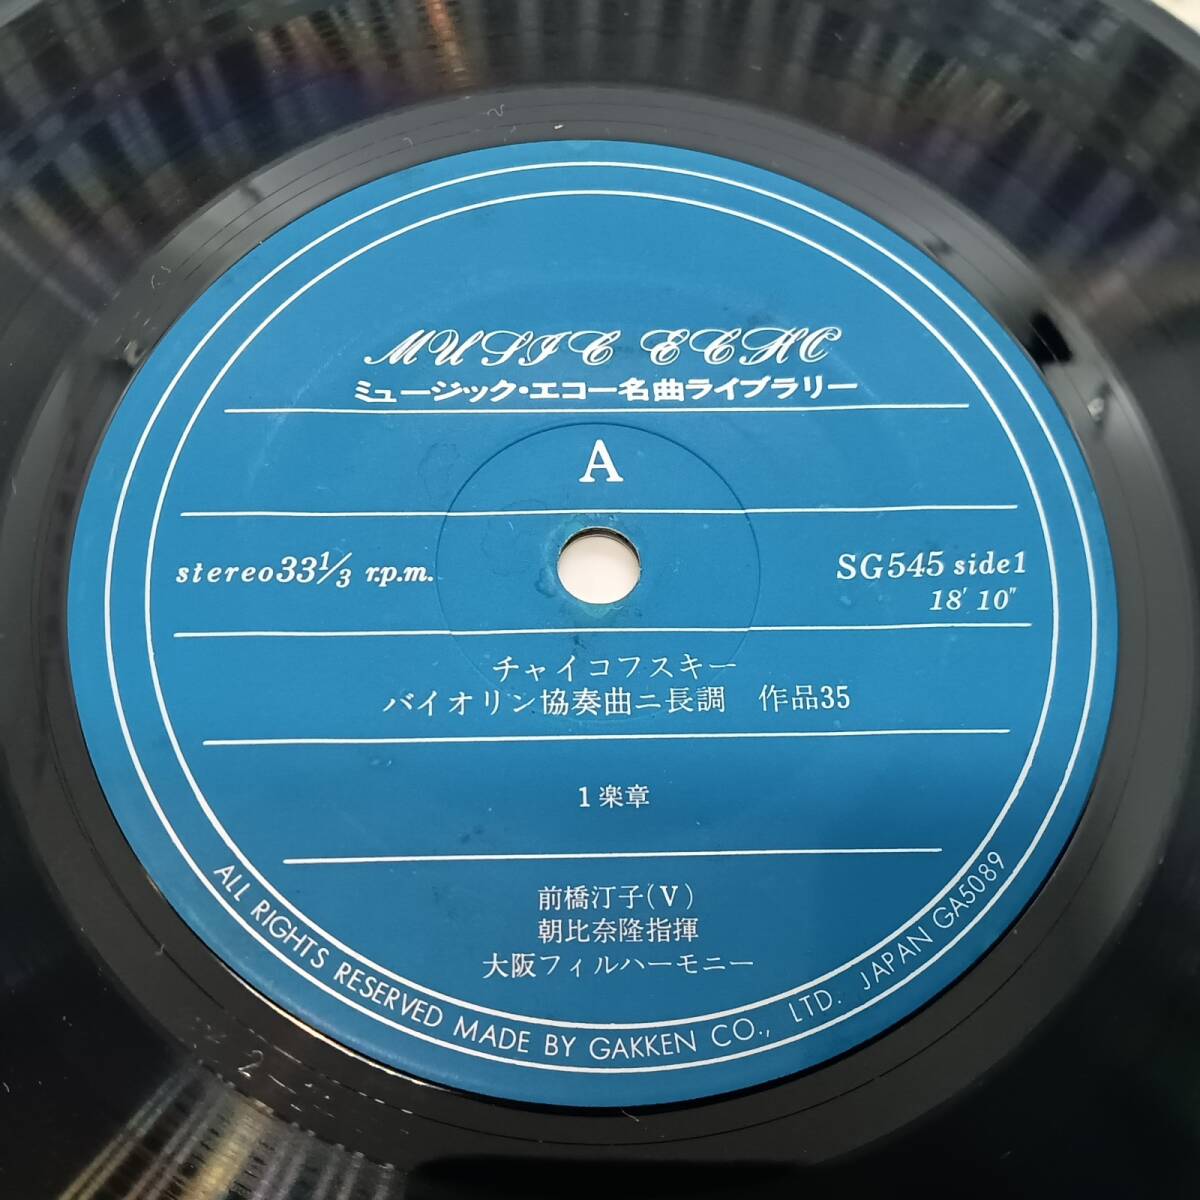 MUSIC ECHO
ミュージック・エコー名曲ライブラリー
A
stereo 33 1/3 r.p.m.
SG545 side1
18' 10"
チャイコフスキー
バイオリン協奏曲ニ長調 作品35
1楽章
前橋汀子(V)
朝比奈隆指揮
大阪フィルハーモニー
ALL RIGHTS RESERVED MADE BY GAKKEN CO., LTD. JAPAN GA5089